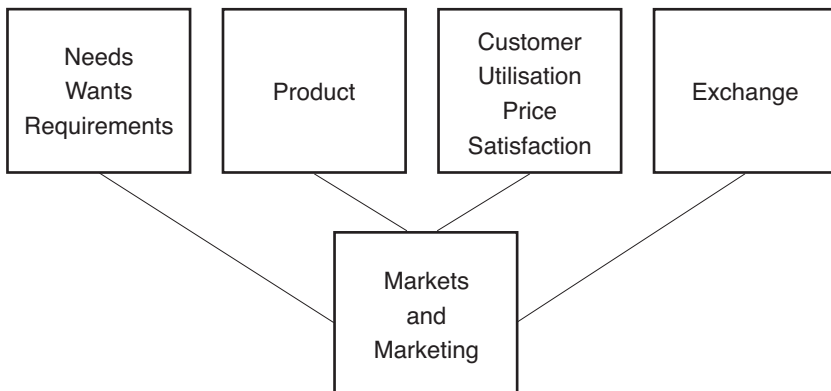 Needs
Wants
Requirements
Product
Customer
Utilisation
Price
Satisfaction
Exchange
Markets
and
Marketing